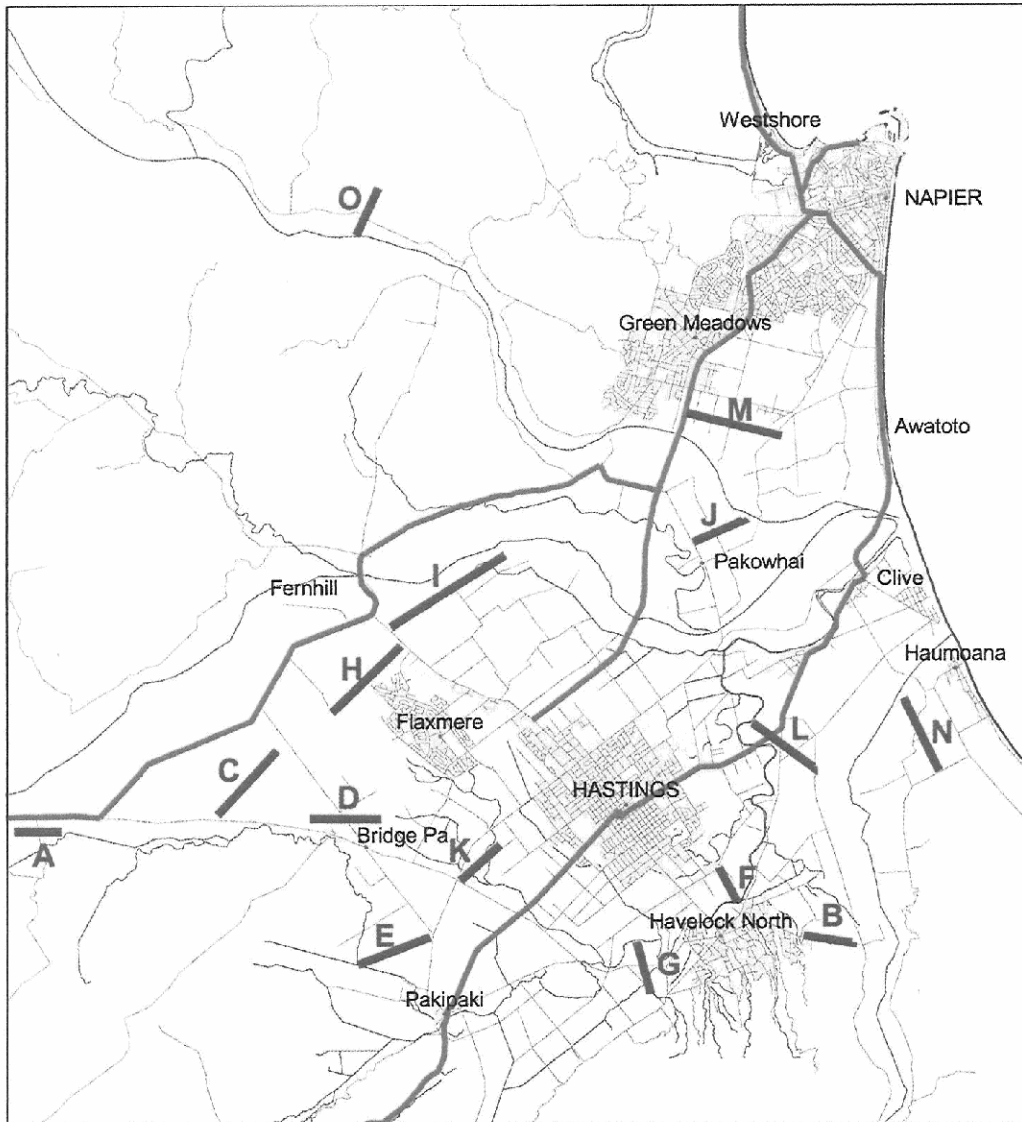 Westshore
O
NAPIER
Green Meadows
M
Awatoto
J
Pakowhai
I
Fernhill
Clive
H
Haumoana
Flaxmere
L
N
C
HASTINGS
D
Bridge Pa
A
K
F
Havelock North
B
E
G
Pakipaki